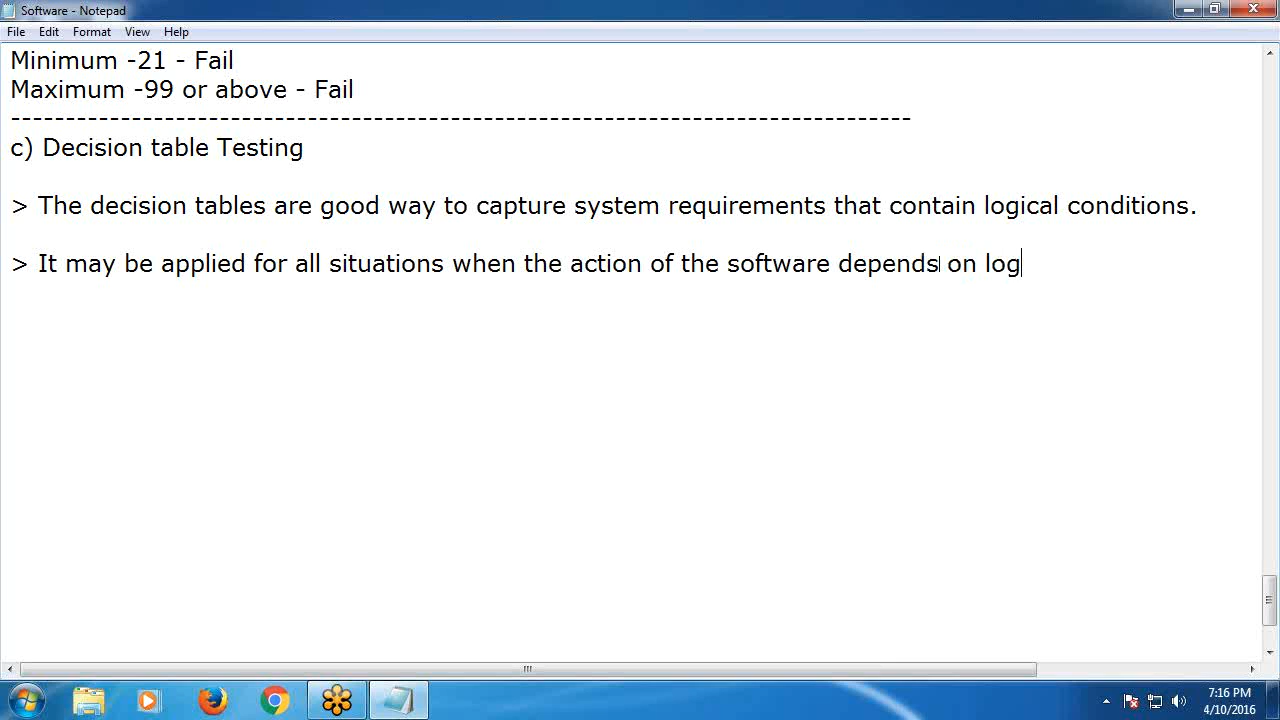 Software - Notepad
File Edit Format View Help
Minimum -21 - Fail
Maximum -99 or above - Fail
----------------------------------------------------------------------------------
c) Decision table Testing
> The decision tables are good way to capture system requirements that contain logical conditions.
> It may be applied for all situations when the action of the software depends on log
7:16 PM
4/10/2016